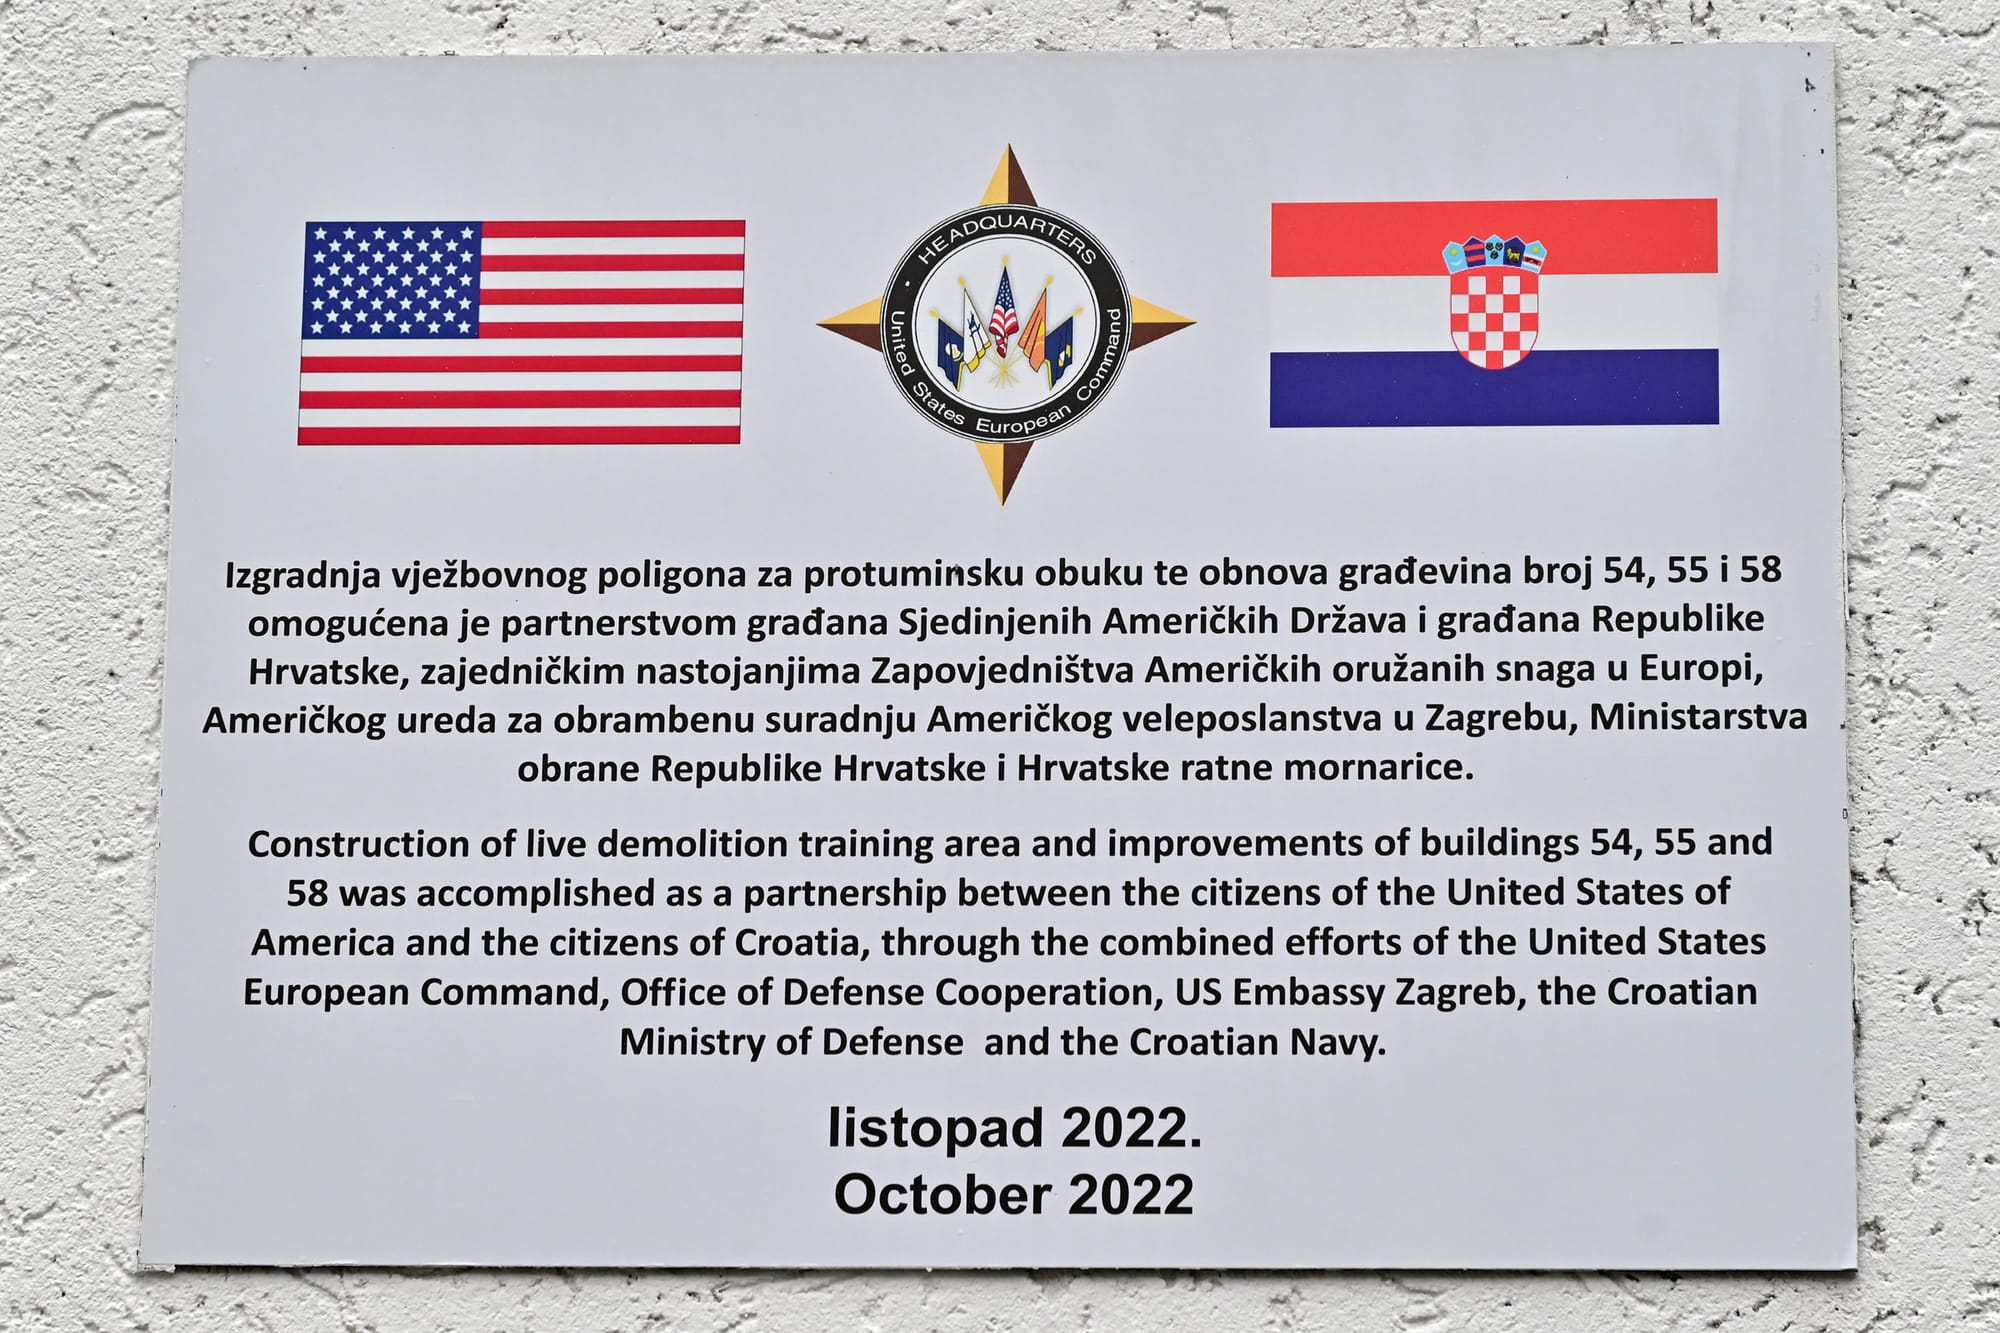 HEADQUARTERS
United States European Command
Izgradnja vježbovnog poligona za protuminsku obuku te obnova građevina broj 54, 55 i 58
omogućena je partnerstvom građana Sjedinjenih Američkih Država i građana Republike
Hrvatske, zajedničkim nastojanjima Zapovjedništva Američkih oružanih snaga u Europi,
Američkog ureda za obrambenu suradnju Američkog veleposlanstva u Zagrebu, Ministarstva
obrane Republike Hrvatske i Hrvatske ratne mornarice.
Construction of live demolition training area and improvements of buildings 54, 55 and
58 was accomplished as a partnership between the citizens of the United States of
America and the citizens of Croatia, through the combined efforts of the United States
European Command, Office of Defense Cooperation, US Embassy Zagreb, the Croatian
Ministry of Defense  and the Croatian Navy.
listopad 2022.
October 2022